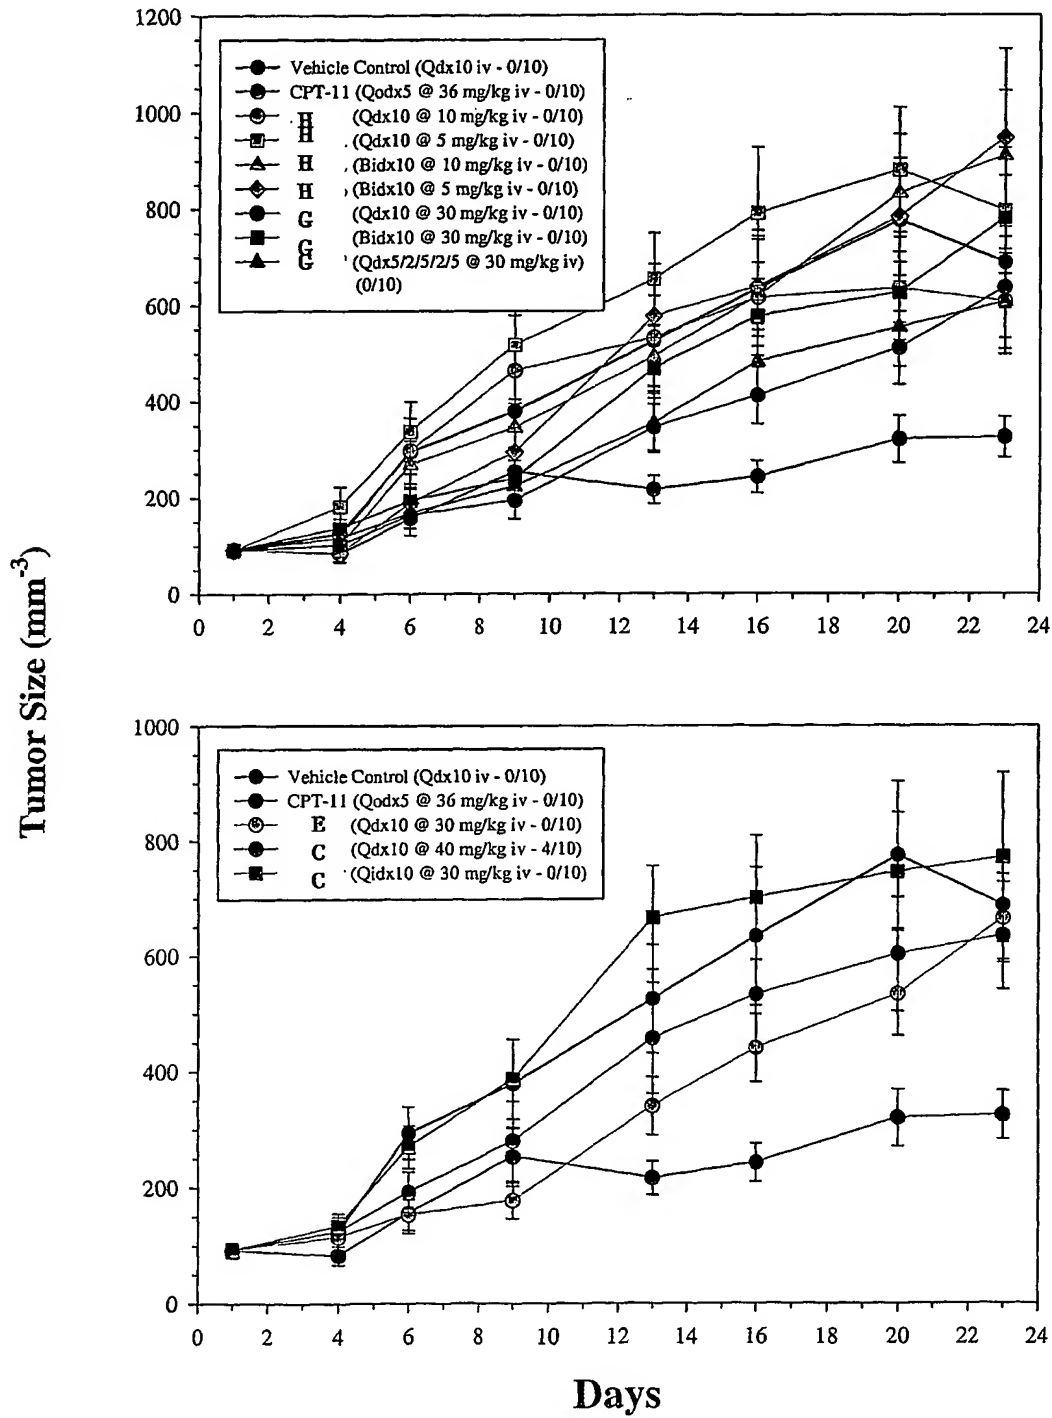 1200
1000
800
600
400
200
0
Vehicle Control (Qdx10 iv - 0/10)
CPT-11 (Qodx5 @ 36 mg/kg iv - 0/10)
H (Qdx10 @ 10 mg/kg iv - 0/10)
H (Qdx10 @ 5 mg/kg iv - 0/10)
H (Bidx10 @ 10 mg/kg iv - 0/10)
H (Bidx10 @ 5 mg/kg iv - 0/10)
G (Qdx10 @ 30 mg/kg iv - 0/10)
G (Bidx10 @ 30 mg/kg iv - 0/10)
G (Qdx5/2/5/2/5 @ 30 mg/kg iv)
(0/10)
0 2 4 6 8 10 12 14 16 18 20 22 24
Tumor Size (mm-3)
1000
800
600
400
200
0
Vehicle Control (Qdx10 iv - 0/10)
CPT-11 (Qodx5 @ 36 mg/kg iv - 0/10)
E (Qdx10 @ 30 mg/kg iv - 0/10)
C (Qdx10 @ 40 mg/kg iv - 4/10)
C (Qidx10 @ 30 mg/kg iv - 0/10)
0 2 4 6 8 10 12 14 16 18 20 22 24
Days